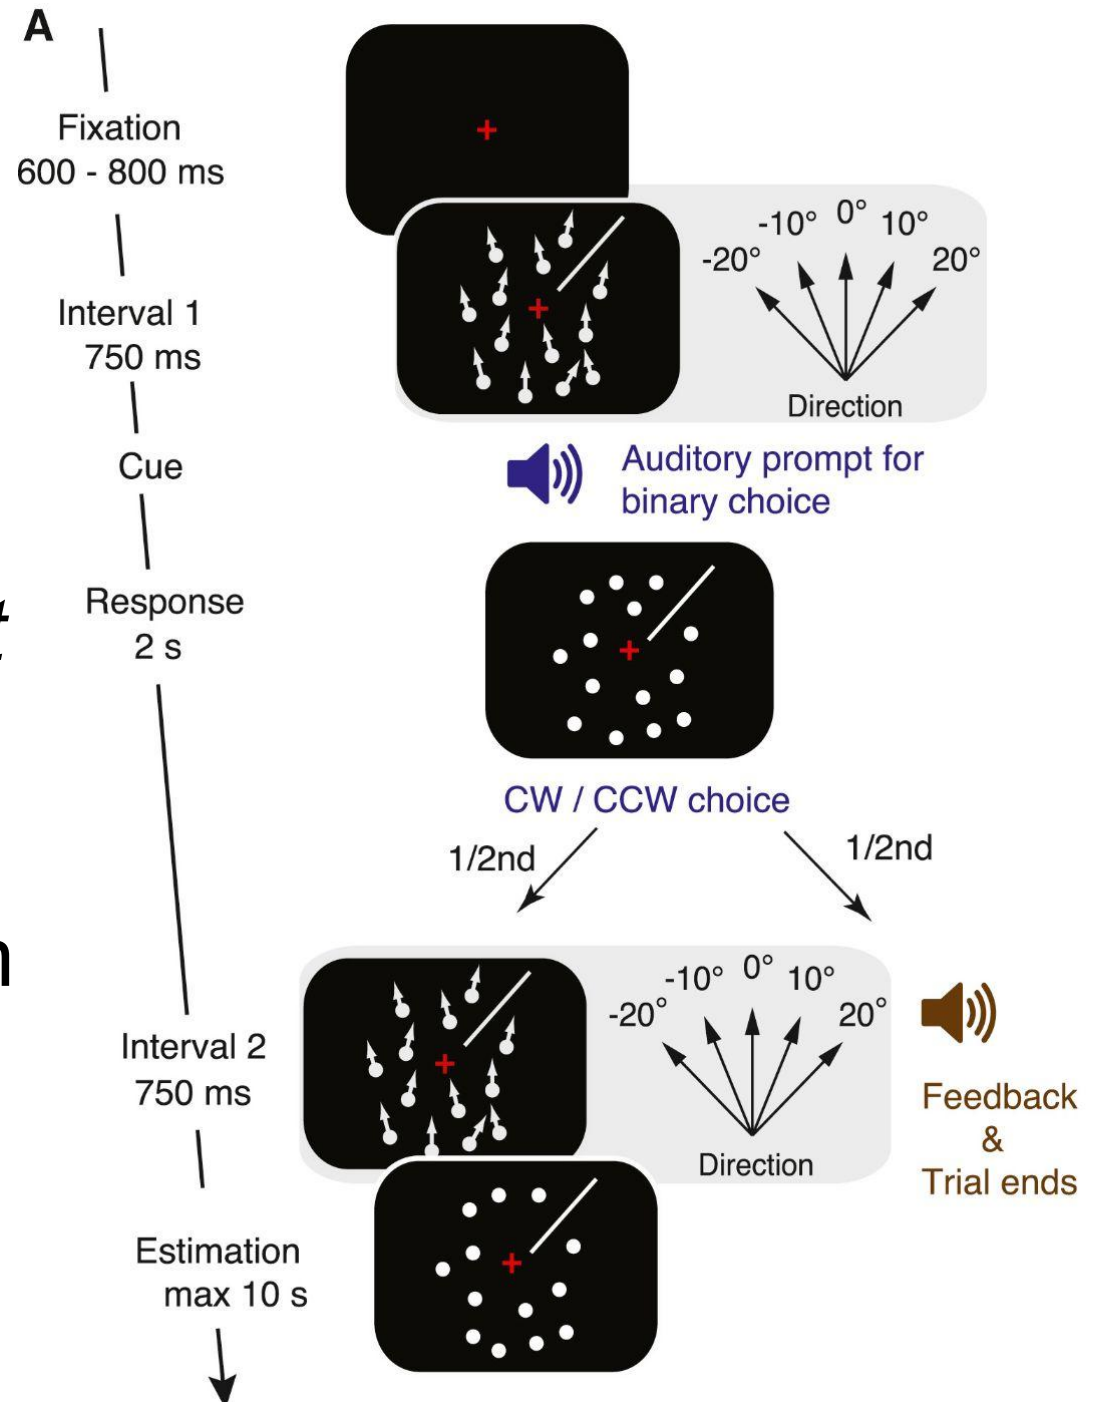 A
Fixation
600 - 800 ms
-20° -10° 0° 10° 20°
Direction
Interval 1
750 ms
Cue
Auditory prompt for
binary choice
Response
2 s
CW / CCW choice
1/2nd 1/2nd
-20° -10° 0° 10° 20°
Direction
Interval 2
750 ms
Feedback
&
Trial ends
Estimation
max 10 s